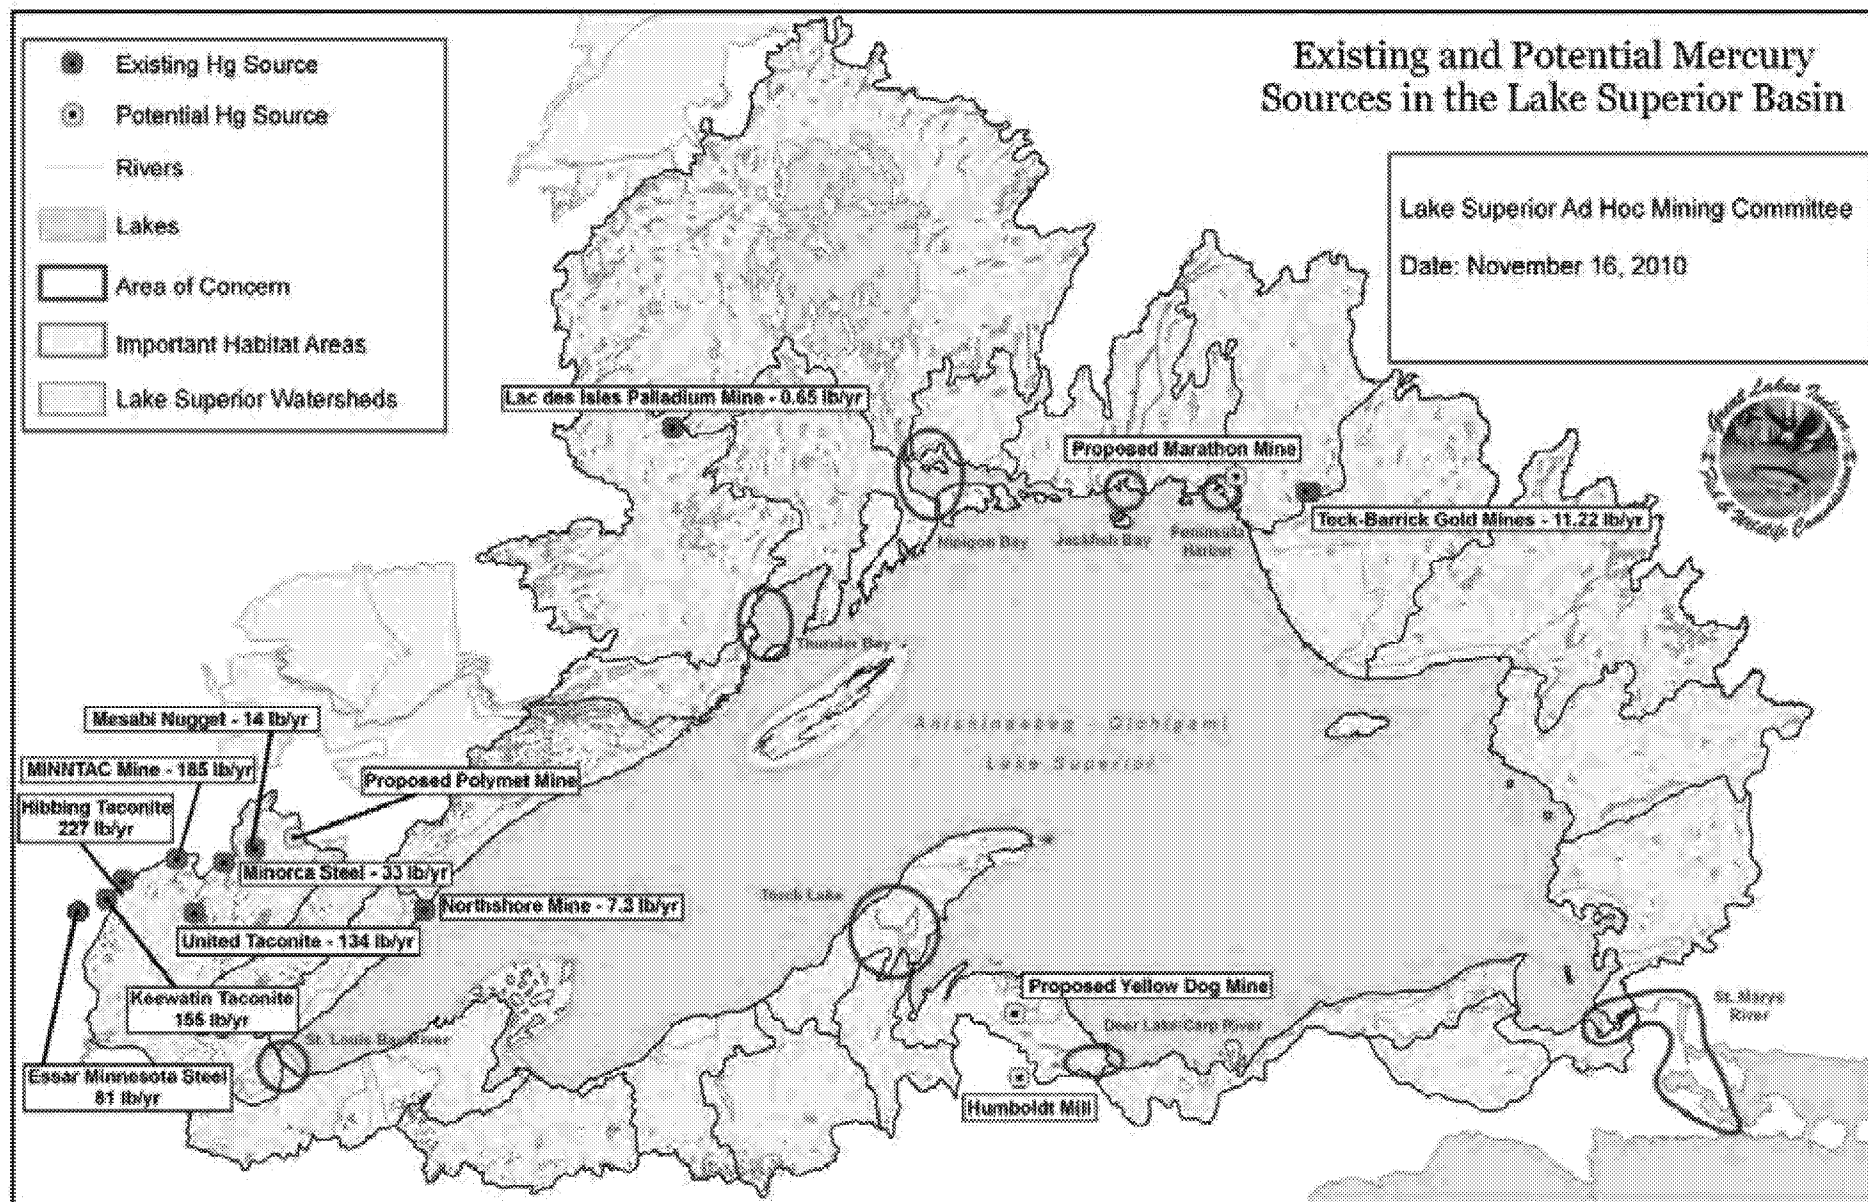 Existing and Potential Mercury
Sources in the Lake Superior Basin
Lake Superior Ad Hoc Mining Committee
Date: November 16, 2010
Existing Hg Source
Potential Hg Source
Rivers
Lakes
Area of Concern
Important Habitat Areas
Lake Superior Watersheds
Lac des Isles Palladium Mine - 0.65 lb/yr
Proposed Marathon Mine
Teck-Barrick Gold Mines - 11.22 lb/yr
Nipigon Bay
Jackfish Bay
Peninsula
Harbour
Thunder Bay
Lake Superior
Mesabi Nugget - 14 lb/yr
MINNTAC Mine - 185 lb/yr
Proposed Polymet Mine
Hibbing Taconite
227 lb/yr
Minorca Steel - 33 lb/yr
Northshore Mine - 7.3 lb/yr
Torch Lake
United Taconite - 134 lb/yr
Keewatin Taconite
155 lb/yr
Proposed Yellow Dog Mine
Deer Lake-Carp River
St. Marys
River
St. Louis Bay/River
Essar Minnesota Steel
81 lb/yr
Humboldt Mill